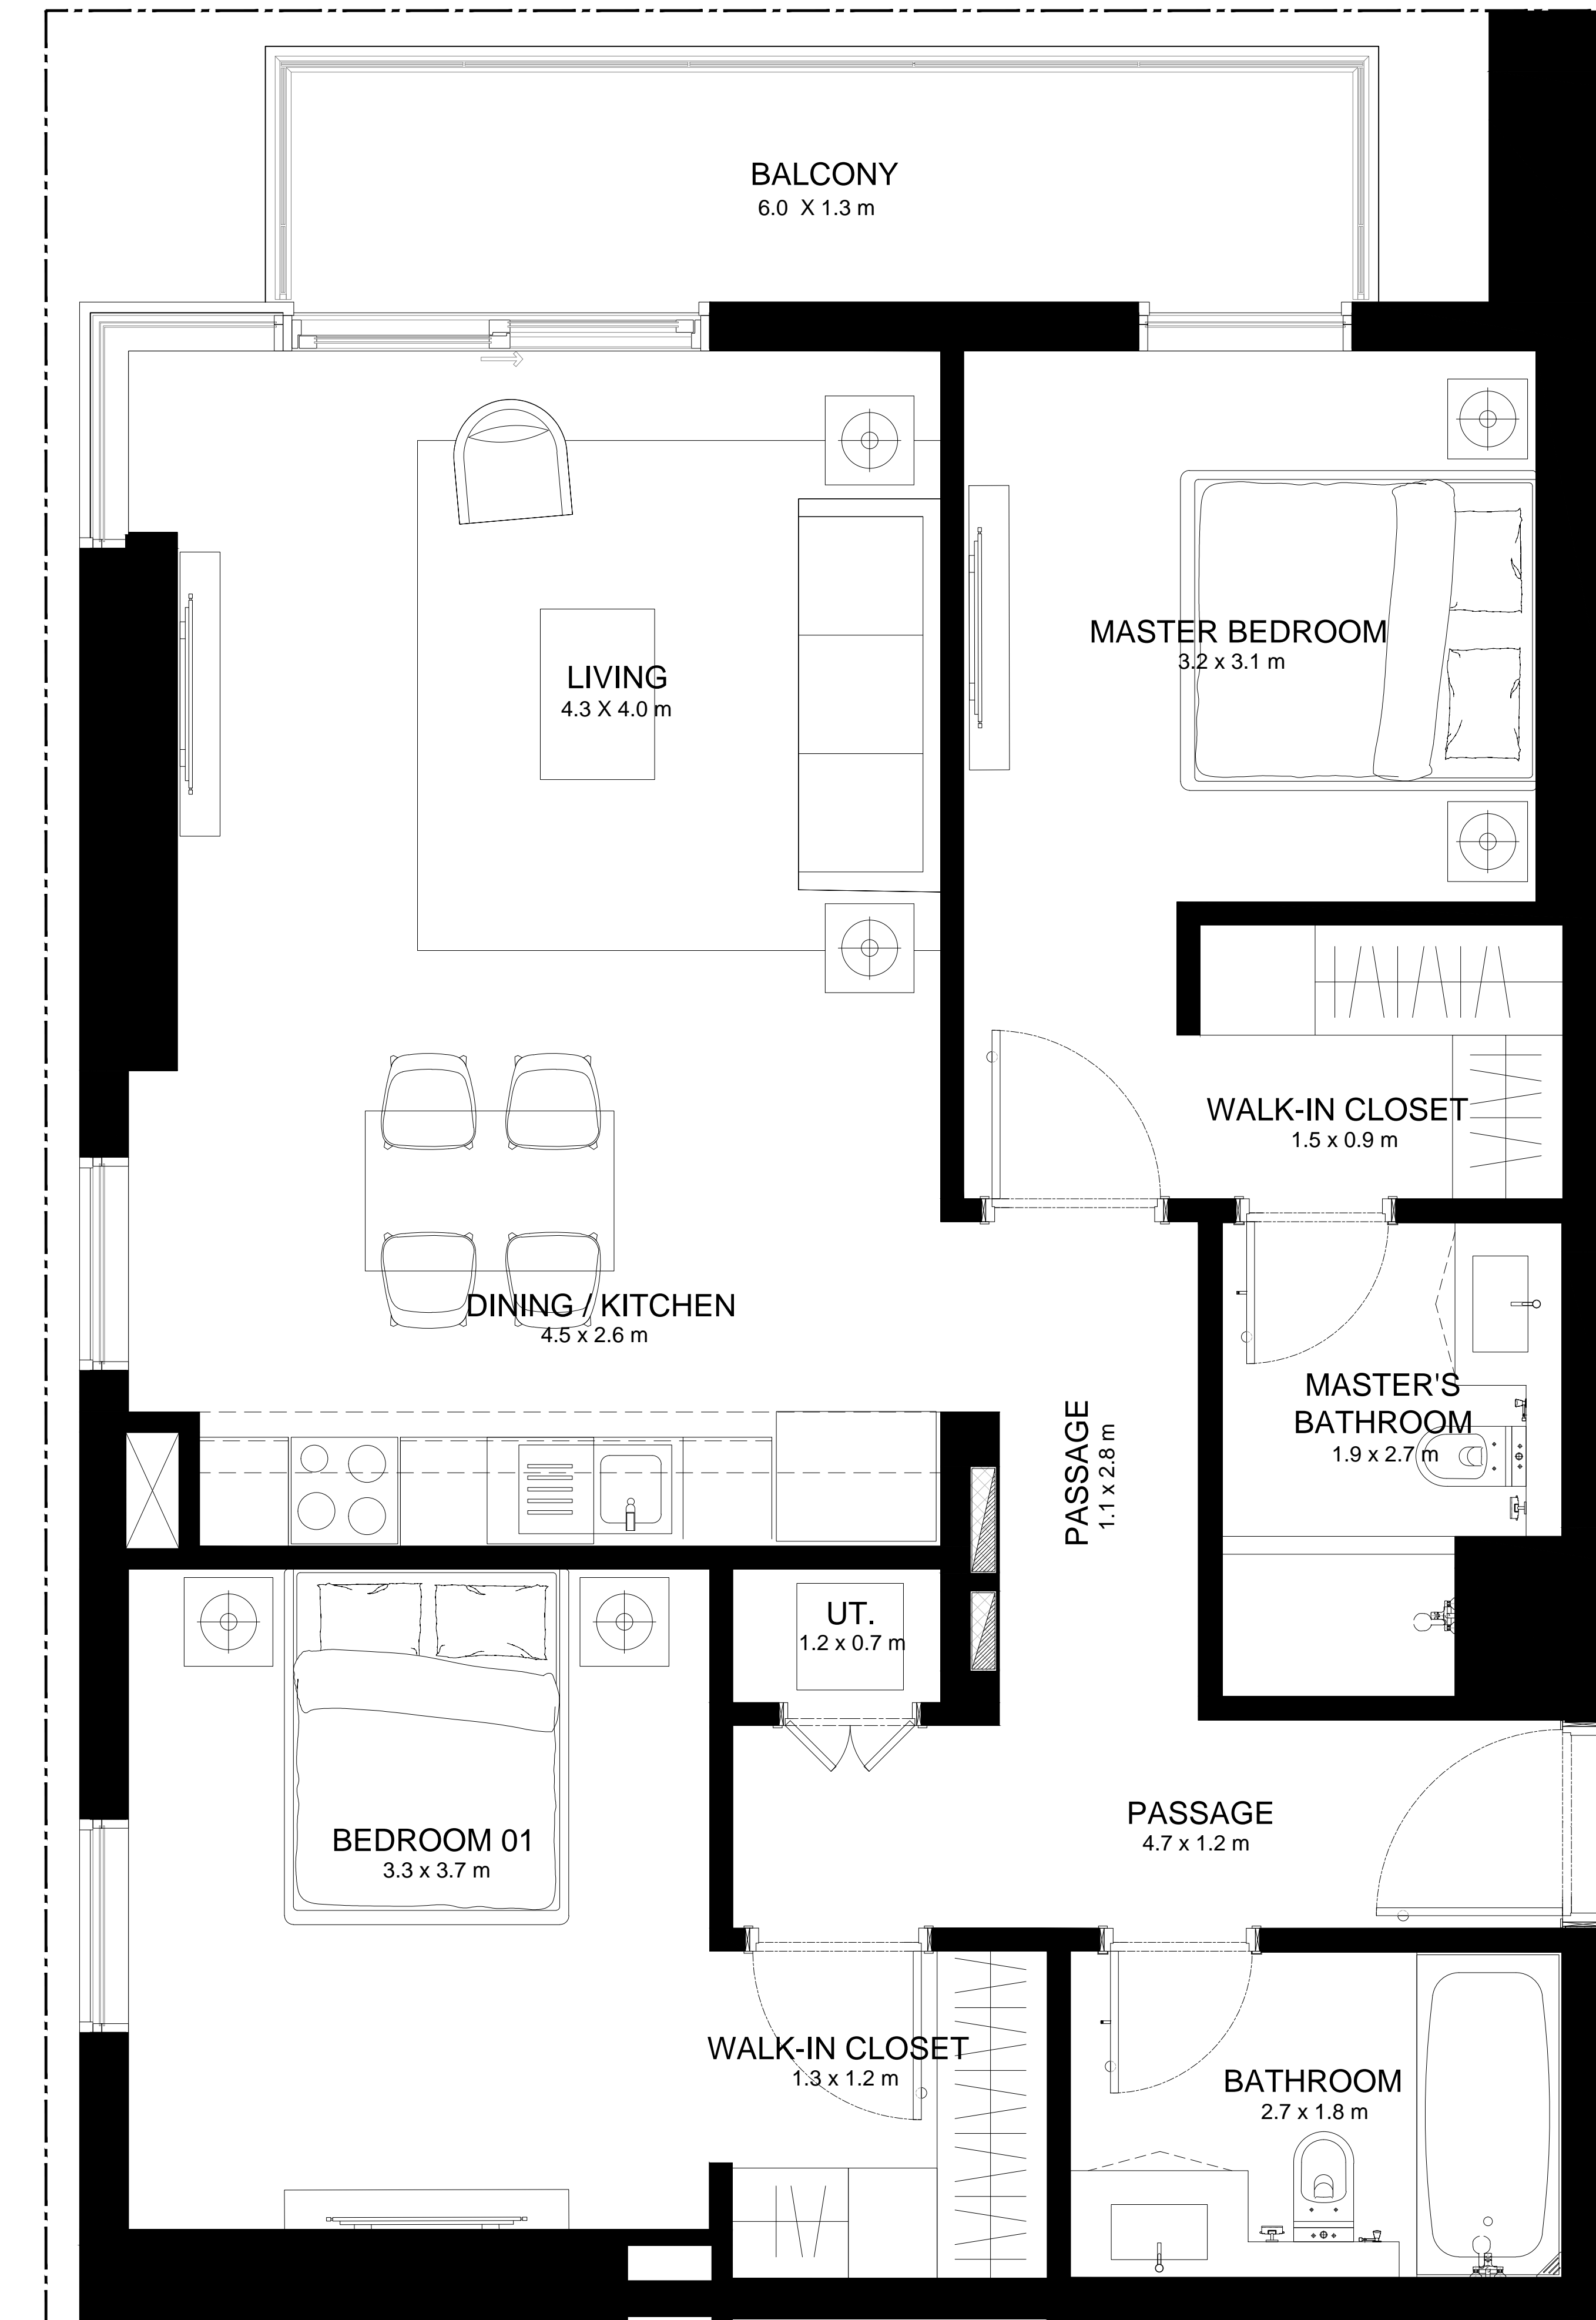 BALCONY
6.0 X 1.3 m
MASTER BEDROOM
3.2 x 3.1 m
LIVING
4.3 X 4.0 m
WALK-IN CLOSET
1.5 x 0.9 m
DINING / KITCHEN
4.5 x 2.6 m
MASTER'S
BATHROOM
1.9 x 2.7 m
PASSAGE
1.1 x 2.8 m
UT.
1.2 x 0.7 m
PASSAGE
4.7 x 1.2 m
BEDROOM 01
3.3 x 3.7 m
WALK-IN CLOSET
1.3 x 1.2 m
BATHROOM
2.7 x 1.8 m